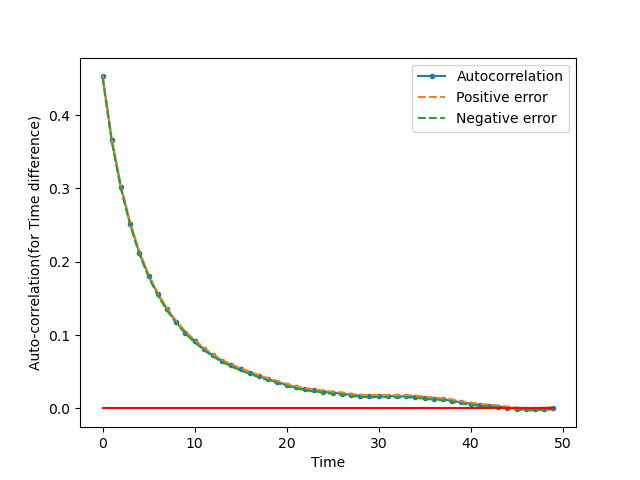 Autocorrelation
Positive error
Negative error
Auto-correlation(for Time difference)
0.4
0.3
0.2
0.1
0.0
0 10 20 30 40 50
Time